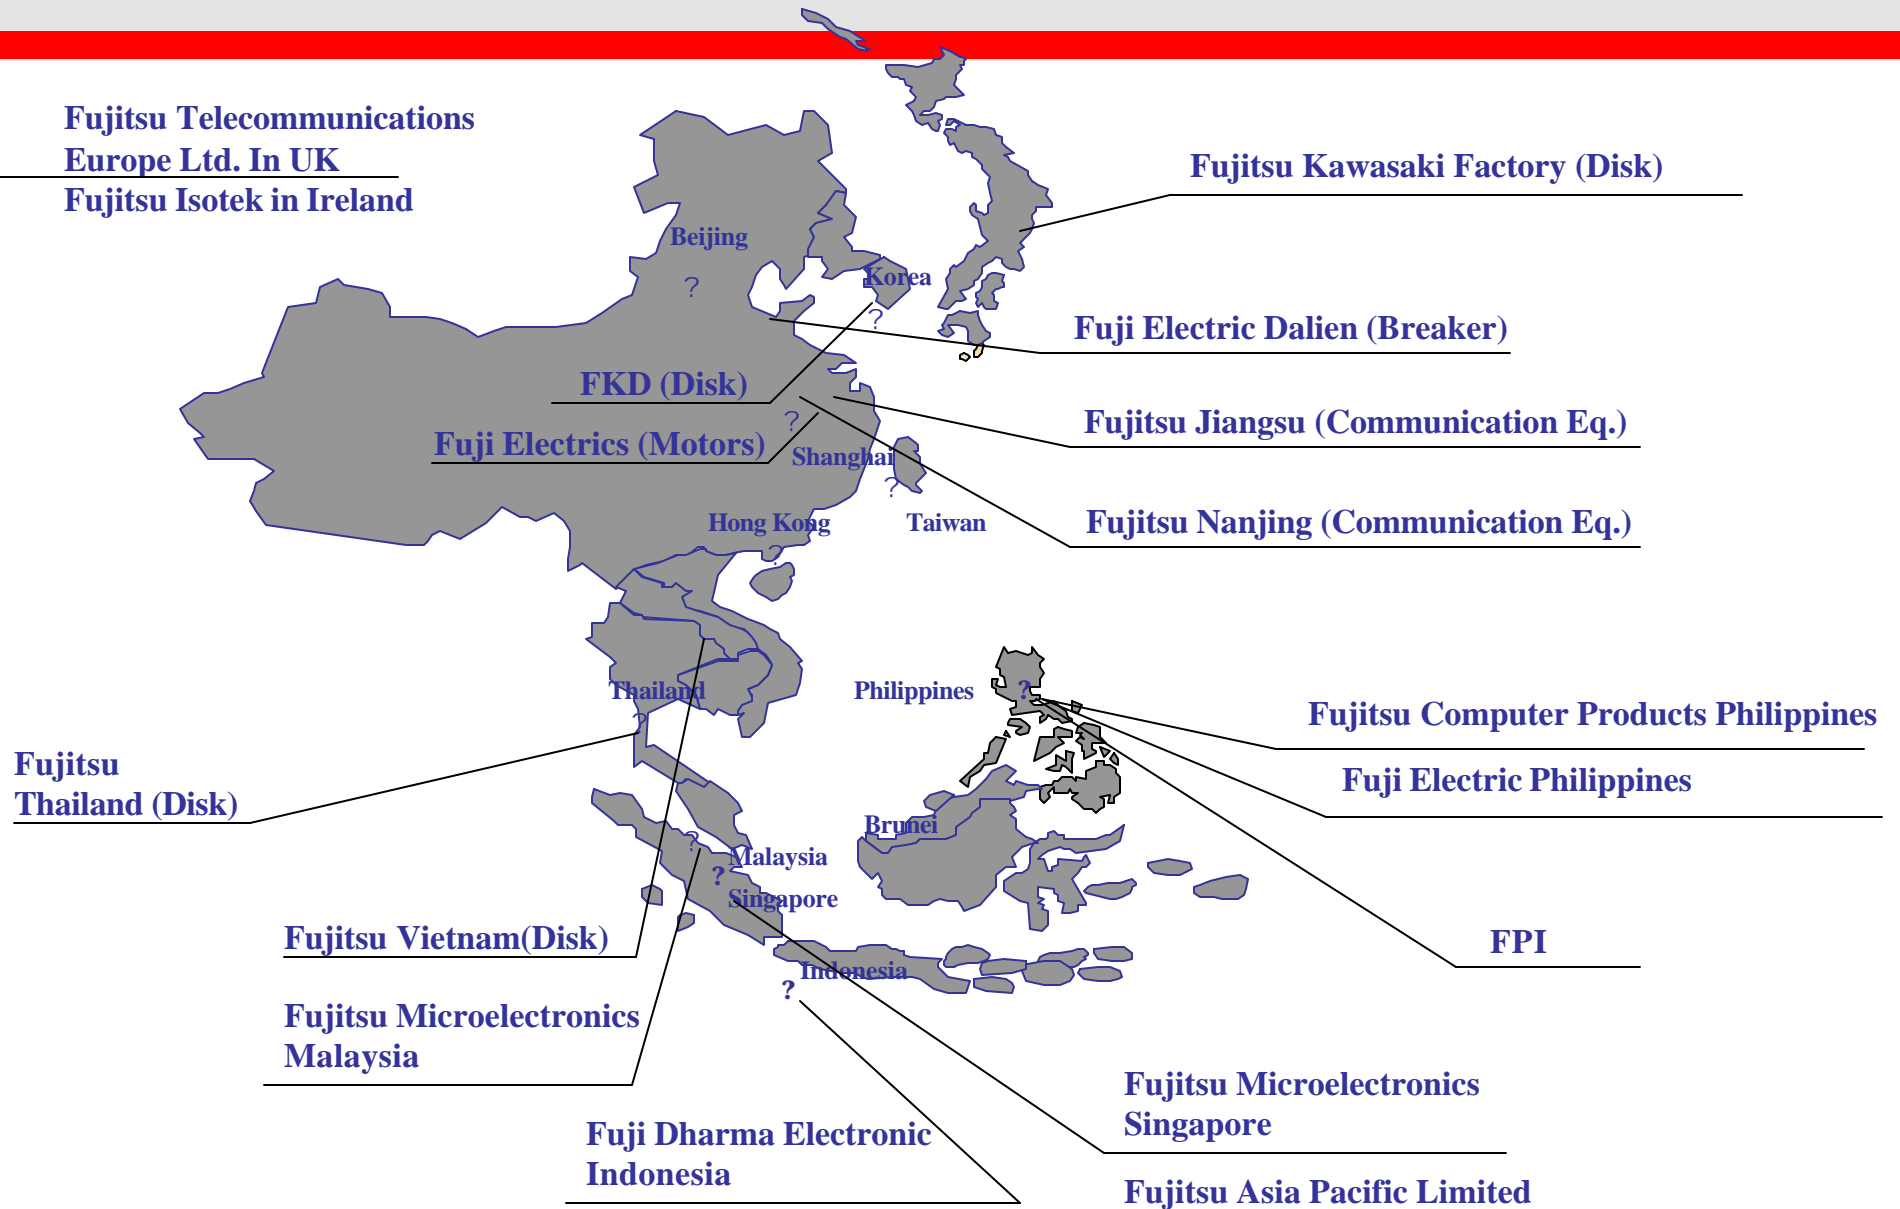 Fujitsu Telecommunications
Europe Ltd. In UK
Fujitsu Isotek in Ireland
Fujitsu Kawasaki Factory (Disk)
Beijing
?
Korea
?
Fuji Electric Dalien (Breaker)
FKD (Disk)
Fujitsu Jiangsu (Communication Eq.)
?
Fuji Electrics (Motors)
Shanghai
?
Hong Kong
Taiwan
Fujitsu Nanjing (Communication Eq.)
?
Thailand
?
Philippines
?
Fujitsu Computer Products Philippines
Fuji Electric Philippines
Fujitsu
Thailand (Disk)
Brunei
?
Malaysia
?
Singapore
Fujitsu Vietnam(Disk)
FPI
Indonesia
?
Fujitsu Microelectronics
Malaysia
Fujitsu Microelectronics
Singapore
Fuji Dharma Electronic
Indonesia
Fujitsu Asia Pacific Limited